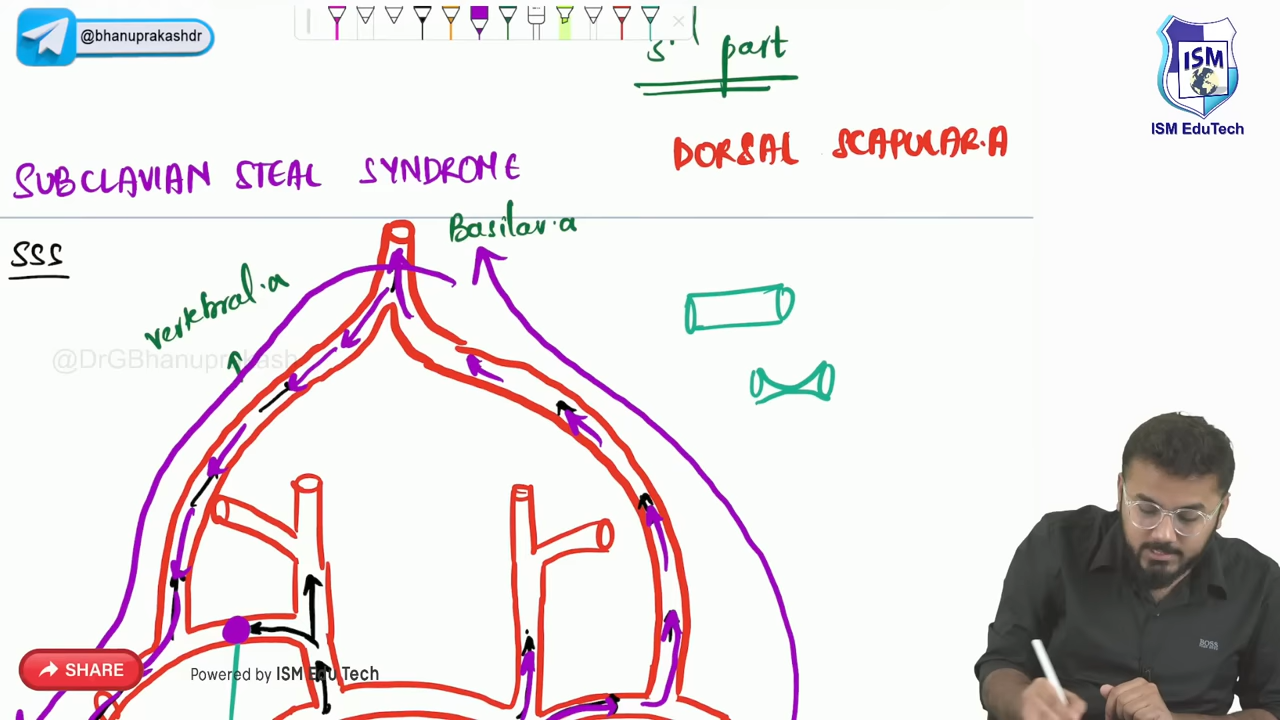 @bhanuprakashdr
part
ISM
ISM EduTech
DORSAL SCAPULAR.A
SUBCLAVIAN STEAL SYNDROME
Basilar.a
SSS
vertebral.a
@DrGBhanuprakash
BOSS
SHARE
Powered by ISM EduTech